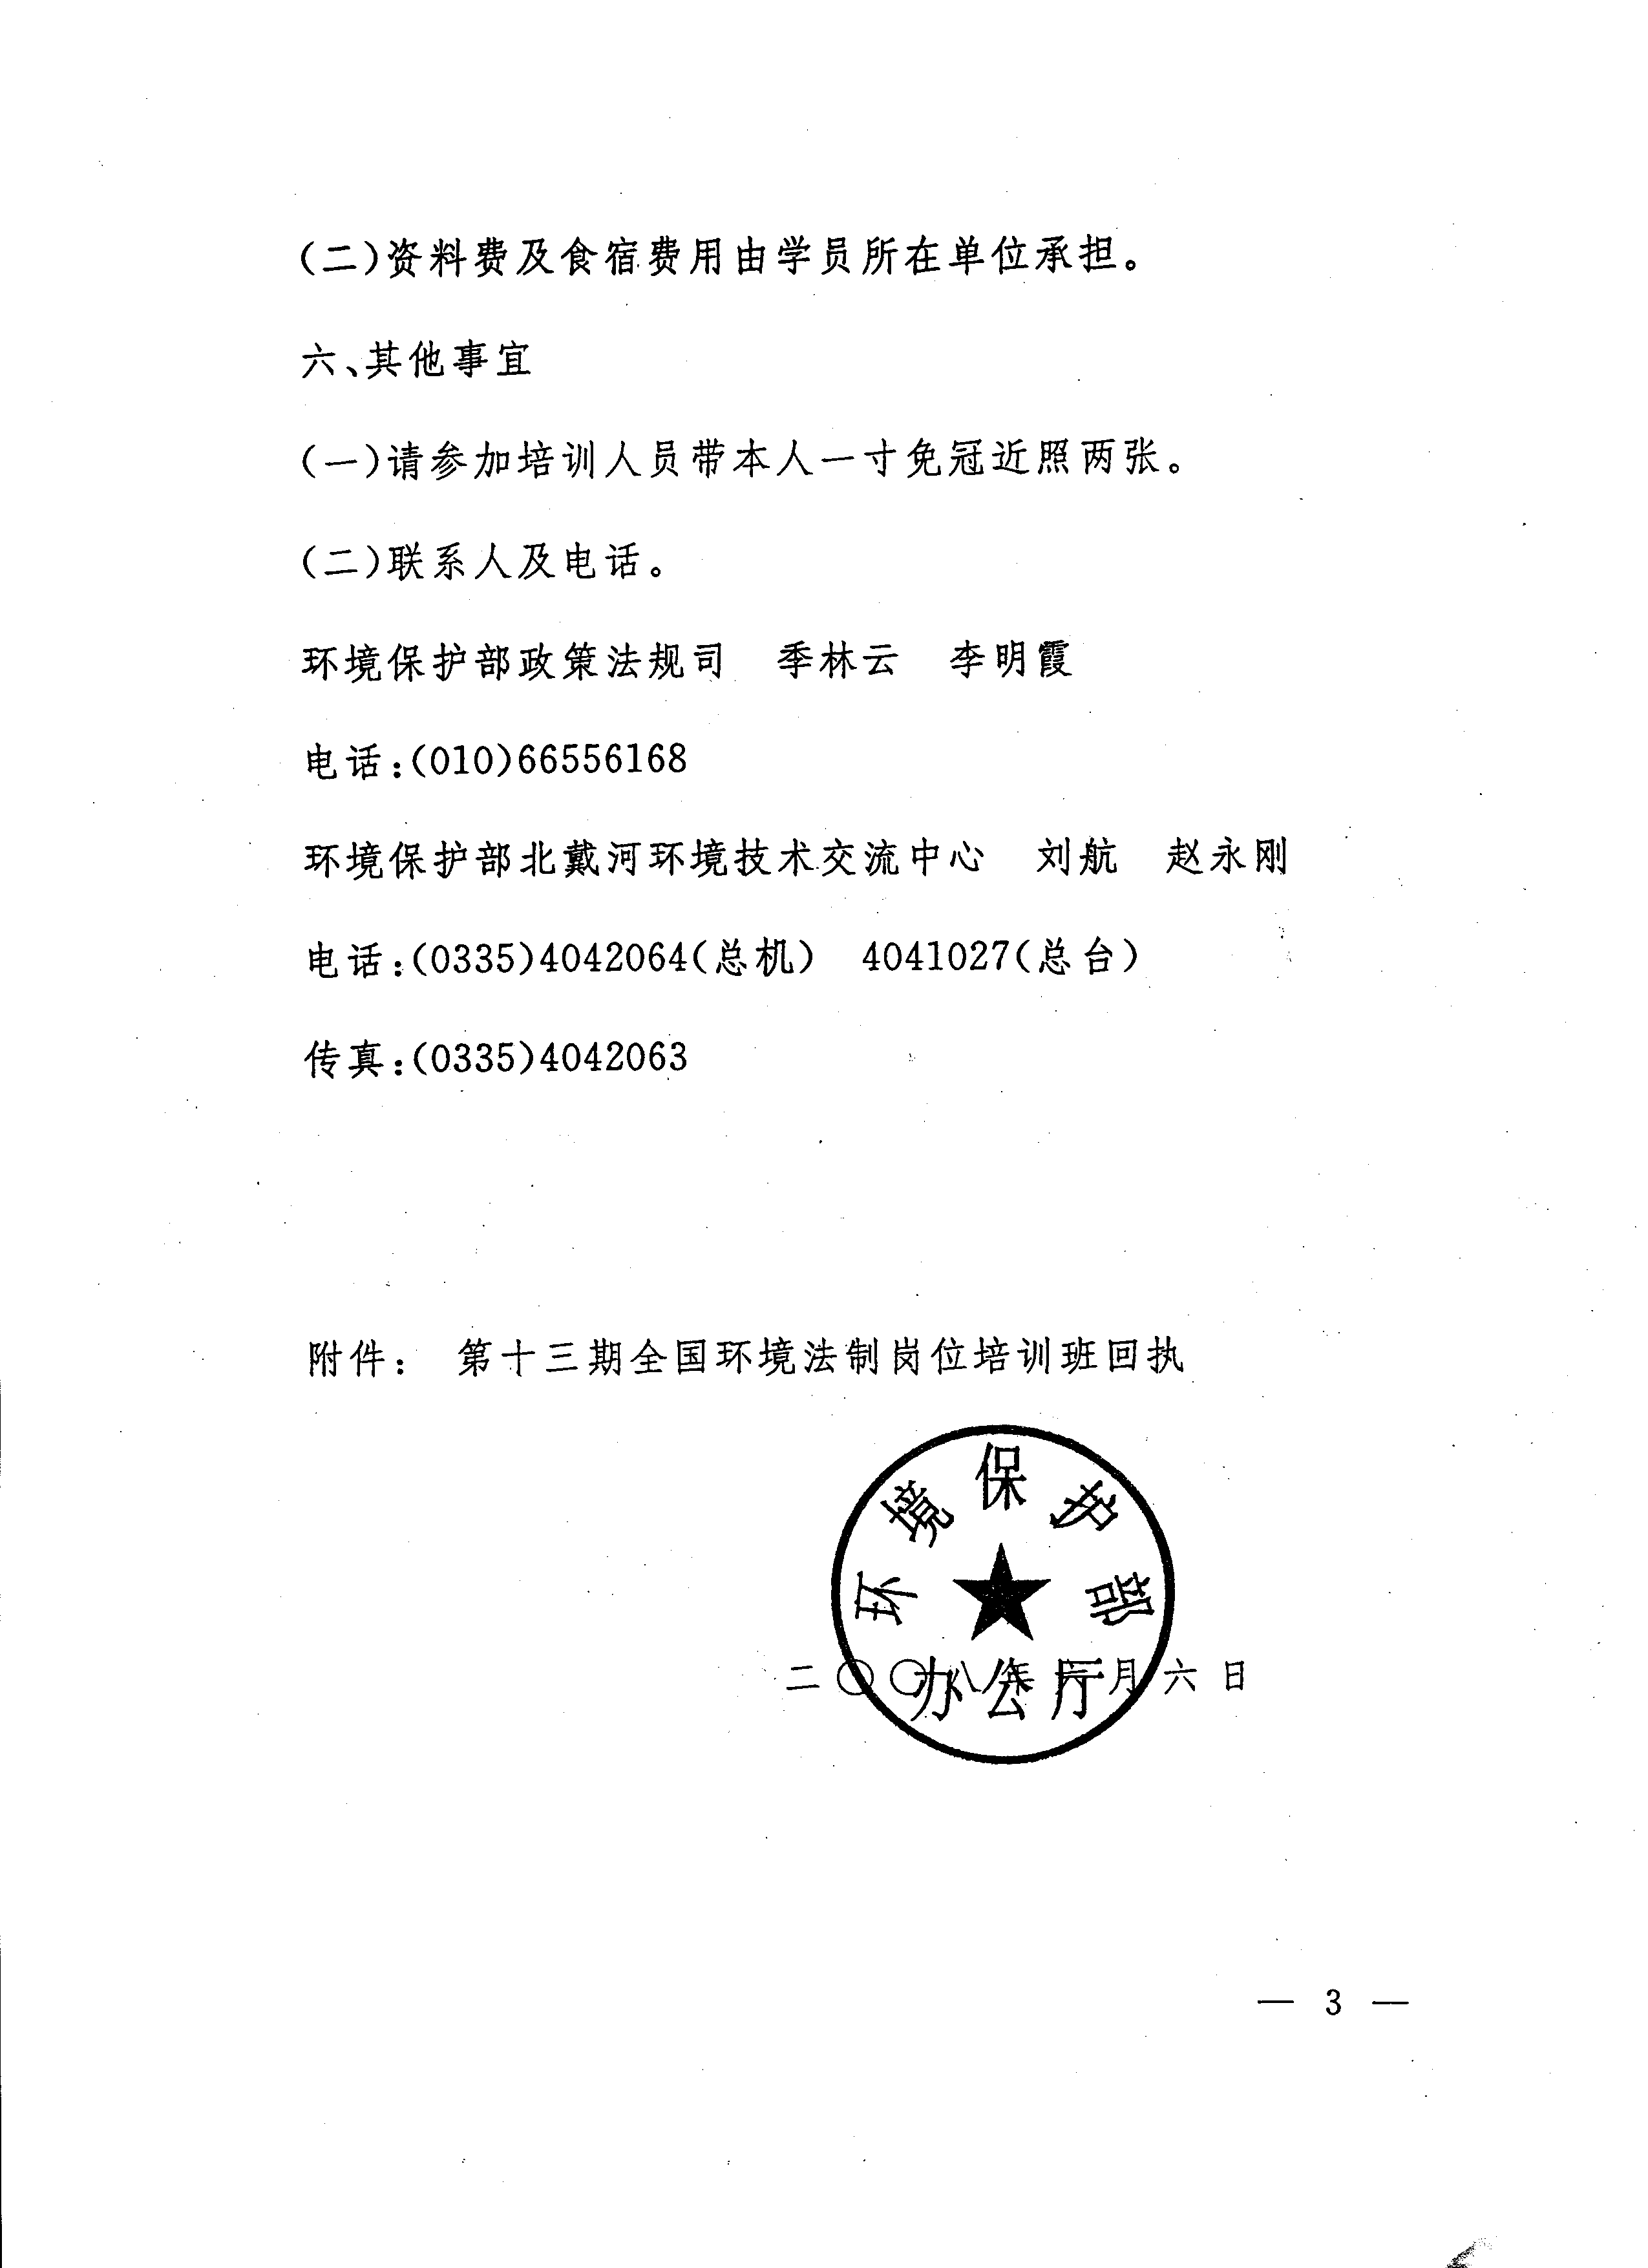 (二)资料费及食宿费用由学员所在单位承担。
六、其他事宜
(一)请参加培训人员带本人一寸免冠近照两张。
(二)联系人及电话。
环境保护部政策法规司　季林云　李明霞
电话:(010)66556168
环境保护部北戴河环境技术交流中心　刘航　赵永刚
电话:(0335)4042064(总机)　4041027(总台)
传真:(0335)4042063
附件:　第十三期全国环境法制岗位培训班回执
环境保护部
办公厅
二〇〇八年 月六日
— 3 —